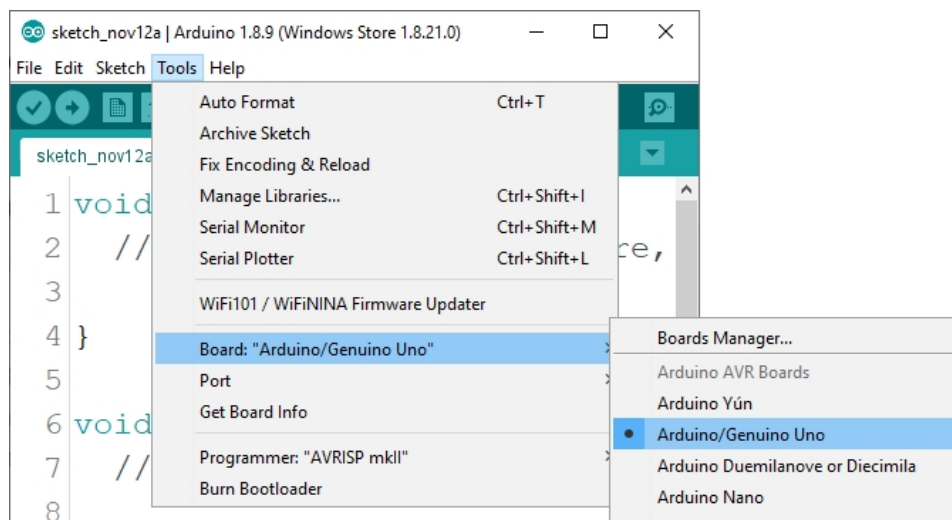 sketch_nov12a | Arduino 1.8.9 (Windows Store 1.8.21.0)
File Edit Sketch Tools Help
sketch_nov12a
Auto Format Ctrl+T
Archive Sketch
Fix Encoding & Reload
Manage Libraries... Ctrl+Shift+I
Serial Monitor Ctrl+Shift+M
Serial Plotter Ctrl+Shift+L
WiFi101 / WiFiNINA Firmware Updater
Board: "Arduino/Genuino Uno"
Port
Get Board Info
Programmer: "AVRISP mkII"
Burn Bootloader
Boards Manager...
Arduino AVR Boards
Arduino Yún
Arduino/Genuino Uno
Arduino Duemilanove or Diecimila
Arduino Nano
1 void
2 // re,
3
4 }
5
6 void
7 //
8